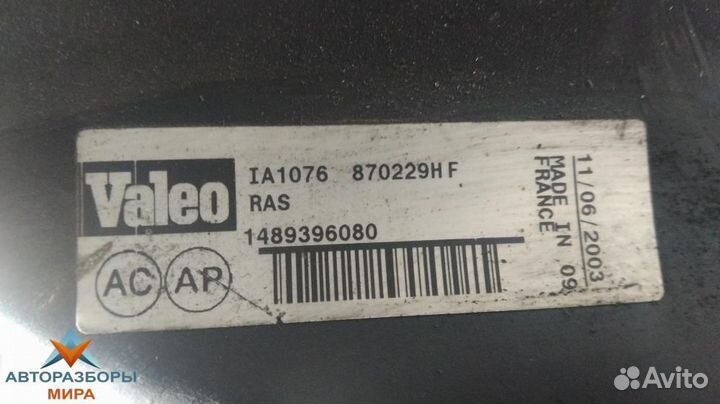 Valeo
IA1076 870229HF
RAS
1489396080
AC AP
11/06/2003
MADE IN 09
FRANCE
АВТОРАЗБОРЫ
МИРА
Avito